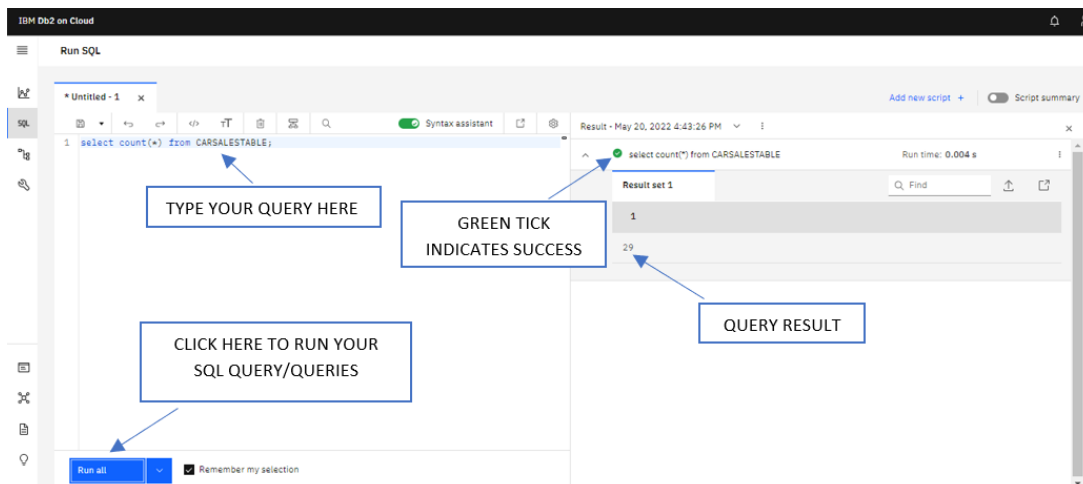 IBM Db2 on Cloud
Run SQL
* Untitled - 1 x
Add new script +
Script summary
SQL
Syntax assistant
Result - May 20, 2022 4:43:26 PM
1 select count(*) from CARSALESTABLE;
select count(*) from CARSALESTABLE
Run time: 0.004 s
Result set 1
Find
TYPE YOUR QUERY HERE
GREEN TICK
INDICATES SUCCESS
1
29
QUERY RESULT
CLICK HERE TO RUN YOUR
SQL QUERY/QUERIES
Run all
Remember my selection